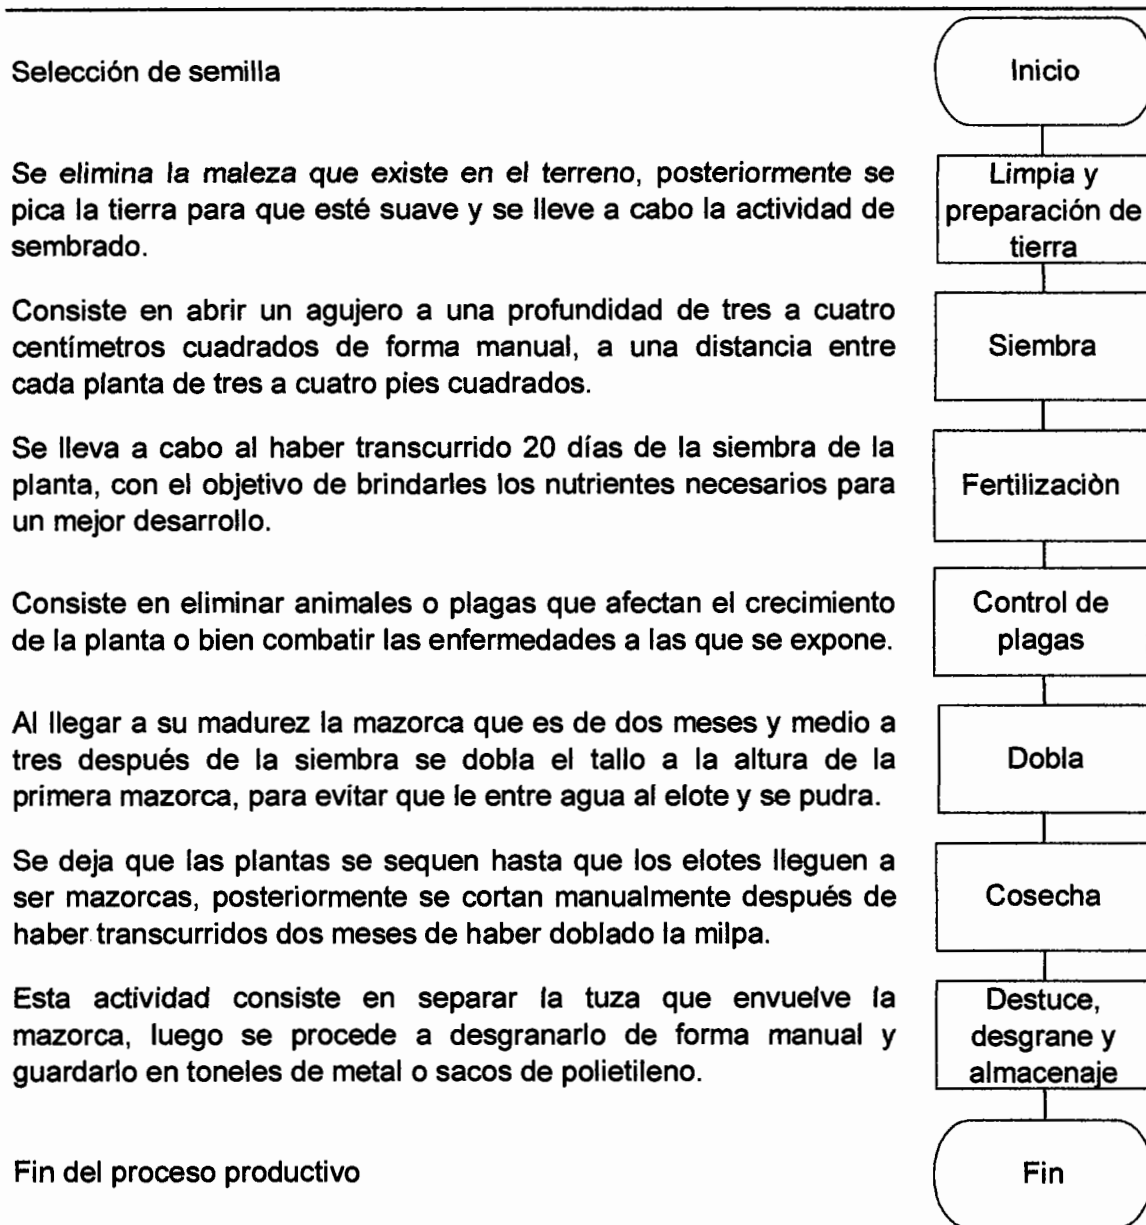 Selección de semilla
Inicio
Se elimina la maleza que existe en el terreno, posteriormente se
pica la tierra para que esté suave y se lleve a cabo la actividad de
sembrado.
Limpia y
preparación de
tierra
Consiste en abrir un agujero a una profundidad de tres a cuatro
centímetros cuadrados de forma manual, a una distancia entre
cada planta de tres a cuatro pies cuadrados.
Siembra
Se lleva a cabo al haber transcurrido 20 días de la siembra de la
planta, con el objetivo de brindarles los nutrientes necesarios para
un mejor desarrollo.
Fertilizaciòn
Consiste en eliminar animales o plagas que afectan el crecimiento
de la planta o bien combatir las enfermedades a las que se expone.
Control de
plagas
Al llegar a su madurez la mazorca que es de dos meses y medio a
tres después de la siembra se dobla el tallo a la altura de la
primera mazorca, para evitar que le entre agua al elote y se pudra.
Dobla
Se deja que las plantas se sequen hasta que los elotes lleguen a
ser mazorcas, posteriormente se cortan manualmente después de
haber transcurridos dos meses de haber doblado la milpa.
Cosecha
Esta actividad consiste en separar la tuza que envuelve la
mazorca, luego se procede a desgranarlo de forma manual y
guardarlo en toneles de metal o sacos de polietileno.
Destuce,
desgrane y
almacenaje
Fin del proceso productivo
Fin